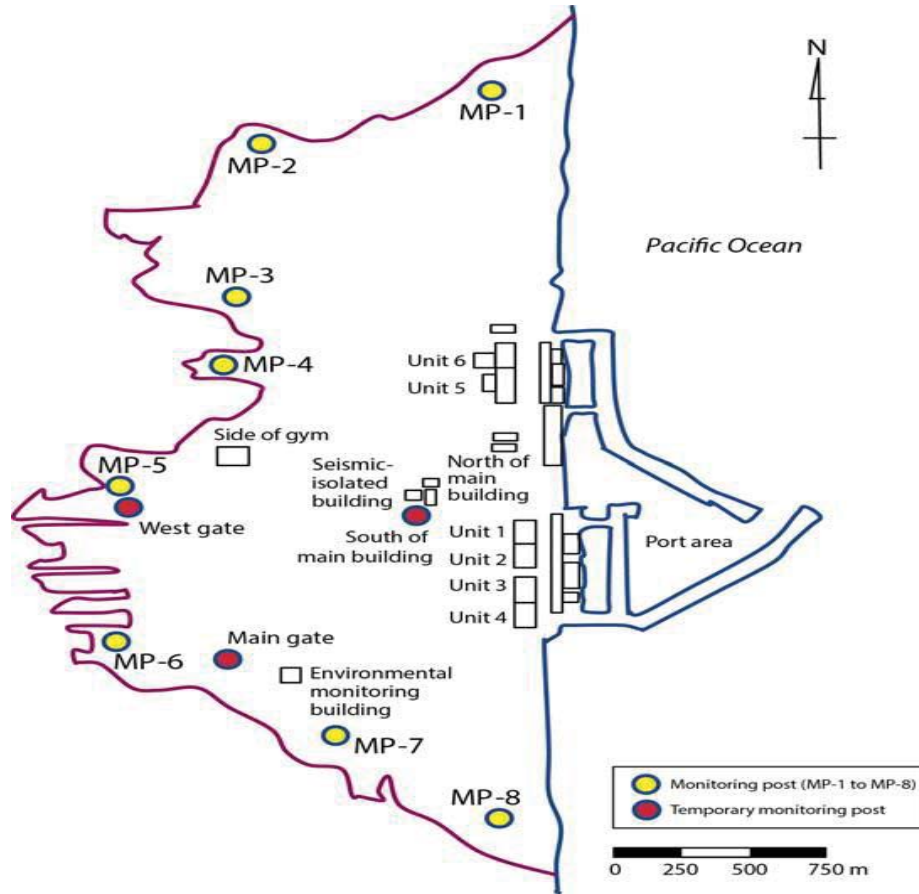 N
MP-1
MP-2
Pacific Ocean
MP-3
MP-4
Unit 6
Unit 5
Side of gym
MP-5
Seismic-
isolated
building
North of
main
building
West gate
South of
main building
Unit 1
Unit 2
Unit 3
Unit 4
Port area
Main gate
MP-6
Environmental
monitoring
building
MP-7
MP-8
Monitoring post (MP-1 to MP-8)
Temporary monitoring post
0 250 500 750 m